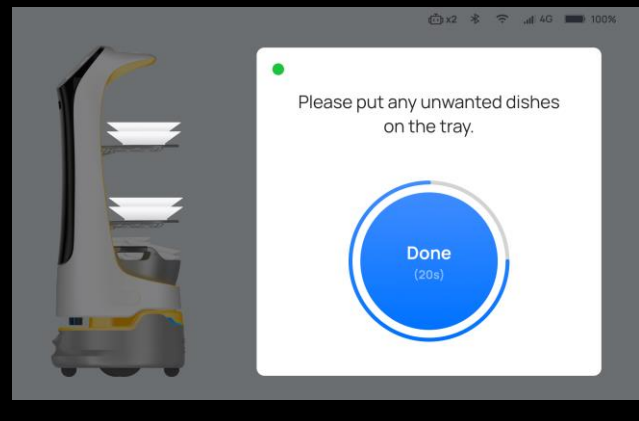 x2 4G 100%
Please put any unwanted dishes
on the tray.
Done
(20s)